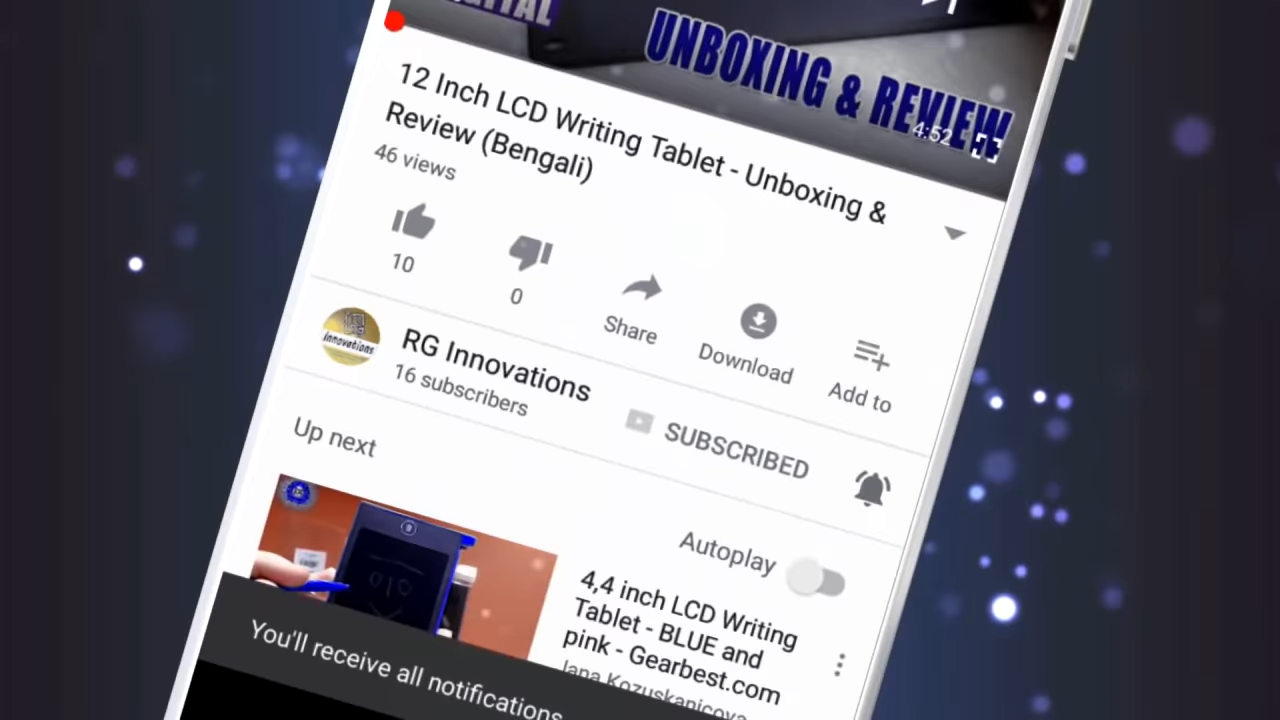 UNBOXING & REVIEW
4:52
12 Inch LCD Writing Tablet - Unboxing &
Review (Bengali)
46 views
10
0
Share
Download
Add to
Innovations
RG Innovations
16 subscribers
SUBSCRIBED
Up next
Autoplay
4,4 inch LCD Writing
Tablet - BLUE and
pink - Gearbest.com
You'll receive all notifications